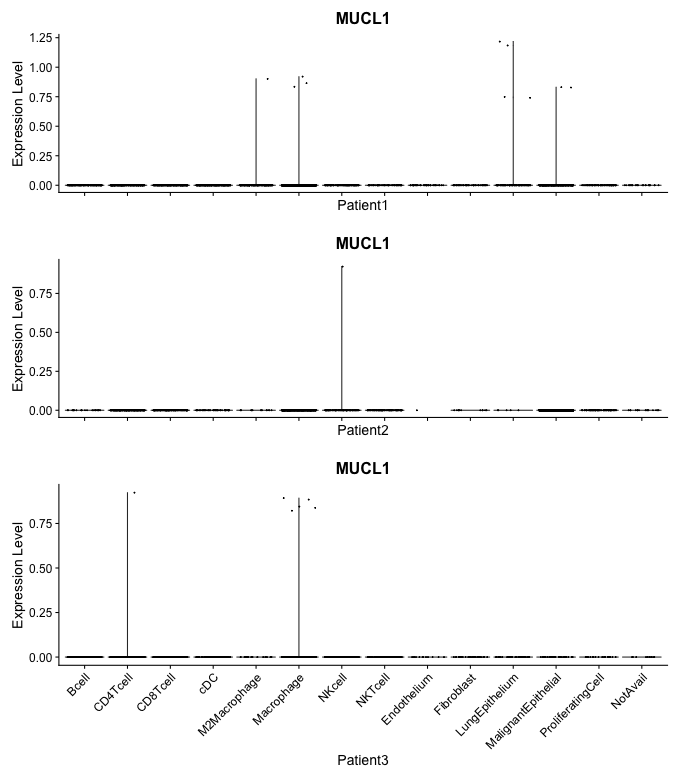 MUCL1
Expression Level
1.25
1.00
0.75
0.50
0.25
0.00
Patient1
MUCL1
Expression Level
0.75
0.50
0.25
0.00
Patient2
MUCL1
Expression Level
0.75
0.50
0.25
0.00
Bcell
CD4Tcell
CD8Tcell
cDC
M2Macrophage
Macrophage
NKcell
NKTcell
Endothelium
Fibroblast
LungEpithelium
MalignantEpithelial
ProliferatingCell
NotAvail
Patient3